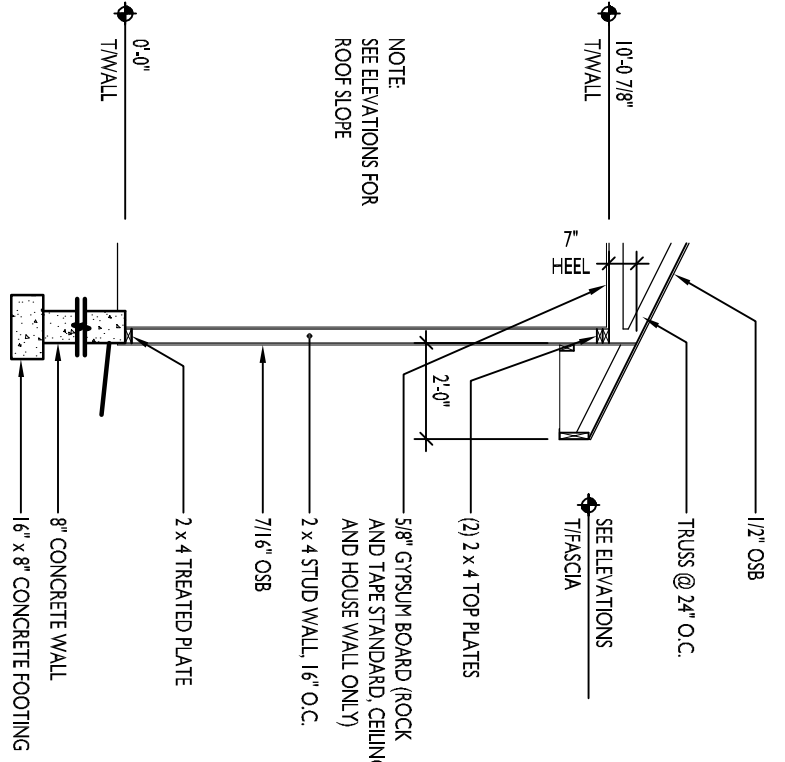 1/2" OSB
TRUSS @ 24" O.C.
10'-0 7/8"
T/WALL
7"
HEEL
SEE ELEVATIONS
T/FASCIA
(2) 2 x 4 TOP PLATES
5/8" GYPSUM BOARD (ROCK
AND TAPE STANDARD, CEILING
AND HOUSE WALL ONLY)
2'-0"
NOTE:
SEE ELEVATIONS FOR
ROOF SLOPE
2 x 4 STUD WALL, 16" O.C.
7/16" OSB
2 x 4 TREATED PLATE
0'-0"
T/WALL
8" CONCRETE WALL
16" x 8" CONCRETE FOOTING